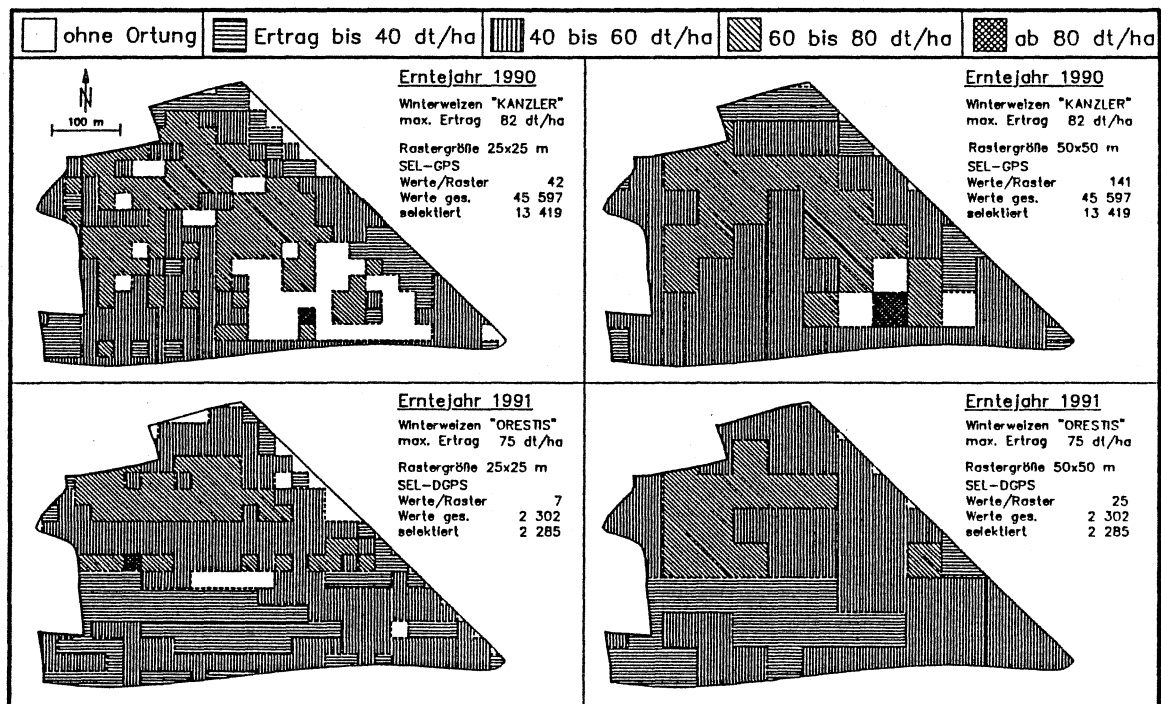 ohne Ortung Ertrag bis 40 dt/ha 40 bis 60 dt/ha 60 bis 80 dt/ha ab 80 dt/ha
N
100 m
Erntejahr 1990
Winterweizen "KANZLER"
max. Ertrag 82 dt/ha
Rastergröße 25x25 m
SEL-GPS
Werte/Raster 42
Werte ges. 45 597
selektiert 13 419
Erntejahr 1990
Winterweizen "KANZLER"
max. Ertrag 82 dt/ha
Rastergröße 50x50 m
SEL-GPS
Werte/Raster 141
Werte ges. 45 597
selektiert 13 419
Erntejahr 1991
Winterweizen "ORESTIS"
max. Ertrag 75 dt/ha
Rastergröße 25x25 m
SEL-DGPS
Werte/Raster 7
Werte ges. 2 302
selektiert 2 285
Erntejahr 1991
Winterweizen "ORESTIS"
max. Ertrag 75 dt/ha
Rastergröße 50x50 m
SEL-DGPS
Werte/Raster 25
Werte ges. 2 302
selektiert 2 285